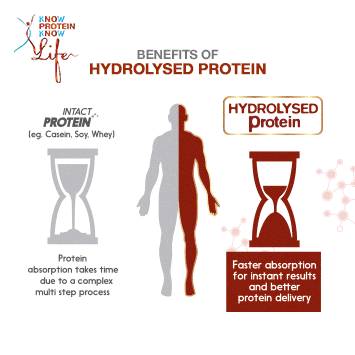 KNOW
PROTEIN
KNOW
Life
BENEFITS OF
HYDROLYSED PROTEIN
INTACT
PROTEIN
(eg. Casein, Soy, Whey)
HYDROLYSED
Protein
Protein
absorption takes time
due to a complex
multi step process
Faster absorption
for instant results
and better
protein delivery